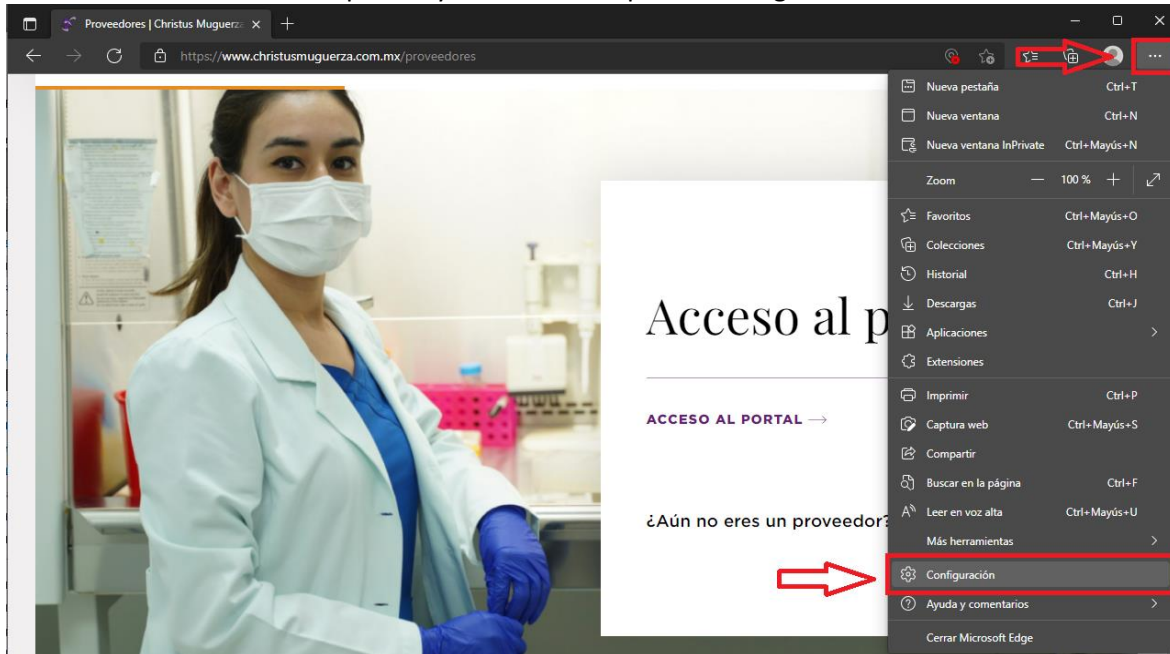 Proveedores | Christus Muguerza
https://www.christusmuguerza.com.mx/proveedores
Nueva pestaña Ctrl+T
Nueva ventana Ctrl+N
Nueva ventana InPrivate Ctrl+Mayús+N
Zoom — 100 % +
Favoritos Ctrl+Mayús+O
Colecciones Ctrl+Mayús+Y
Historial Ctrl+H
Descargas Ctrl+J
Aplicaciones
Extensiones
Imprimir Ctrl+P
Captura web Ctrl+Mayús+S
Compartir
Buscar en la página Ctrl+F
Leer en voz alta Ctrl+Mayús+U
Más herramientas
Configuración
Ayuda y comentarios
Cerrar Microsoft Edge
Acceso al p
ACCESO AL PORTAL →
¿Aún no eres un proveedor?